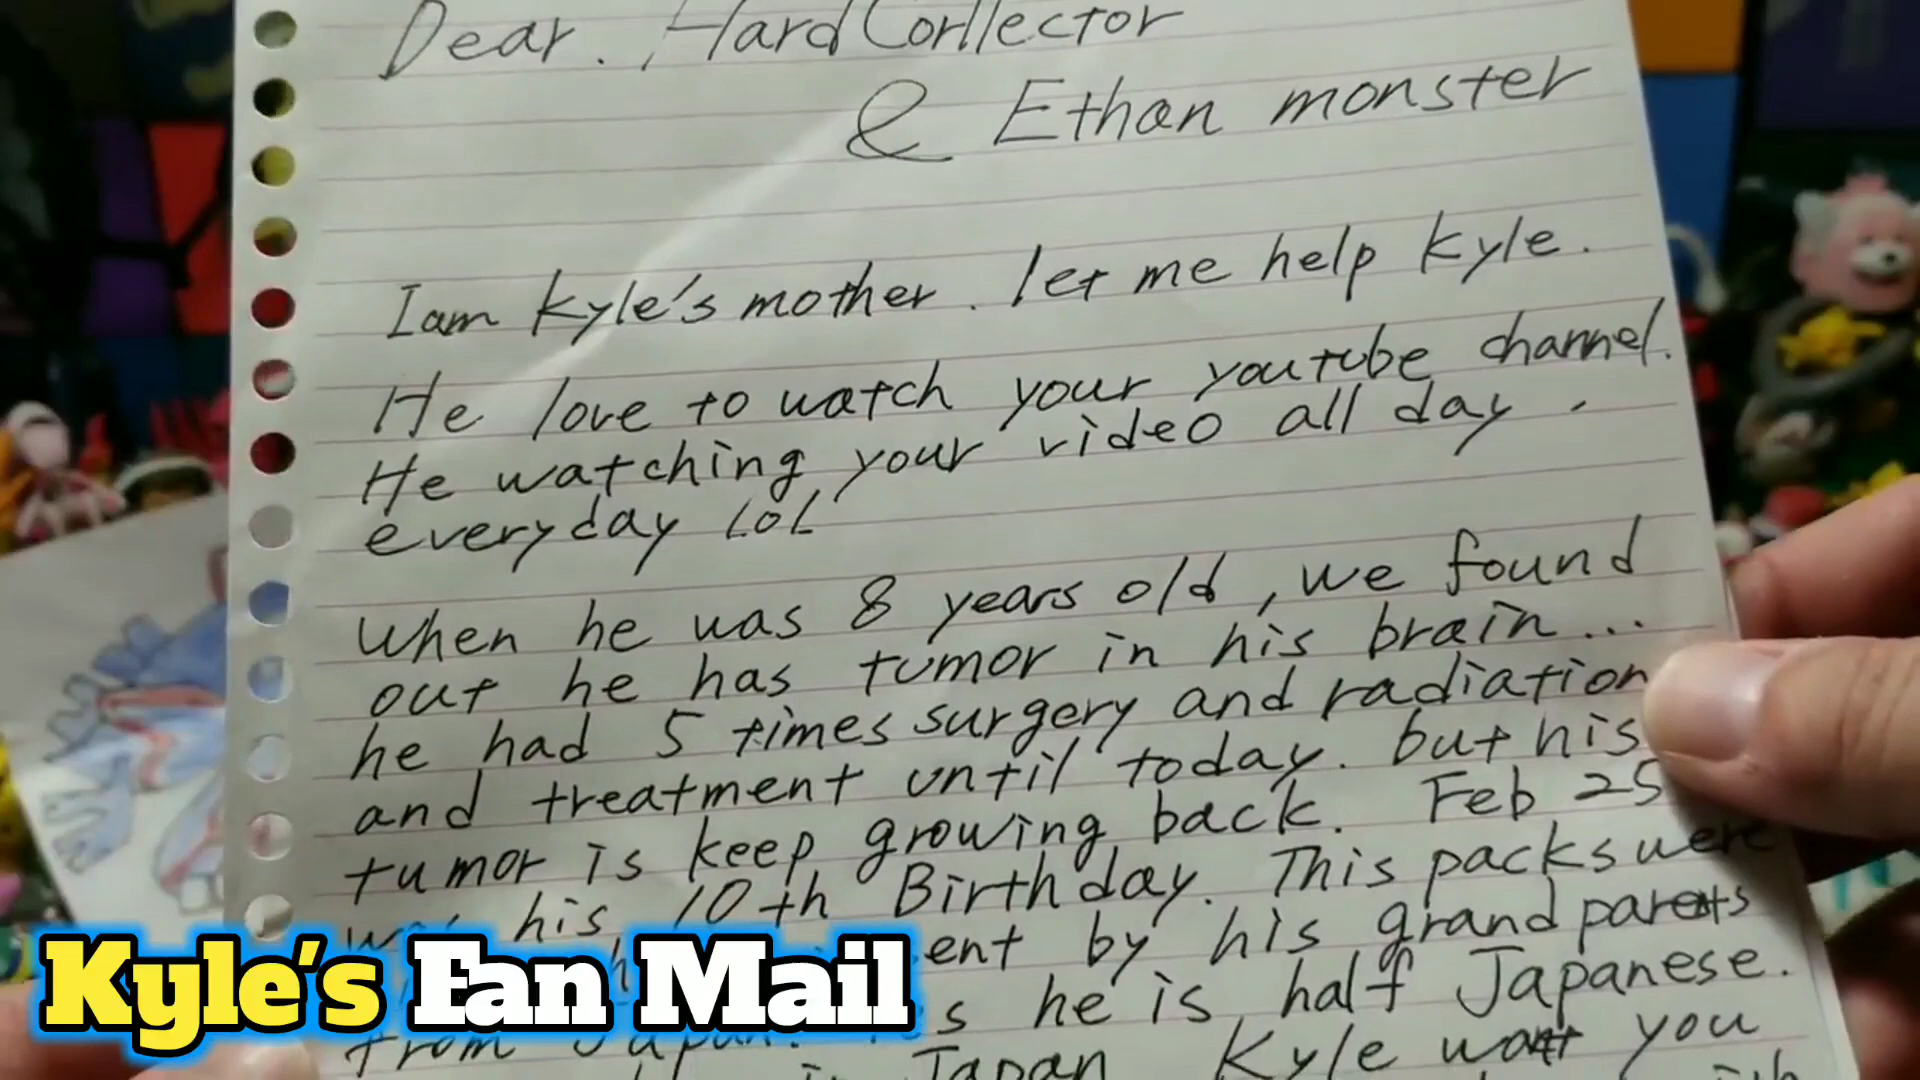 Dear. HardCorllector
& Ethan monster
I am Kyle's mother. let me help Kyle.
He love to watch your youtube channel.
He watching your video all day.
everyday LOL
When he was 8 years old, we found
out he has tumor in his brain...
he had 5 times surgery and radiation
and treatment until today. but his
tumor is keep growing back. Feb 25
his 10th Birthday. This packs were
ent by his grandparents
from Japan. he is half Japanese.
Japan Kyle want you
Kyle's Fan Mail